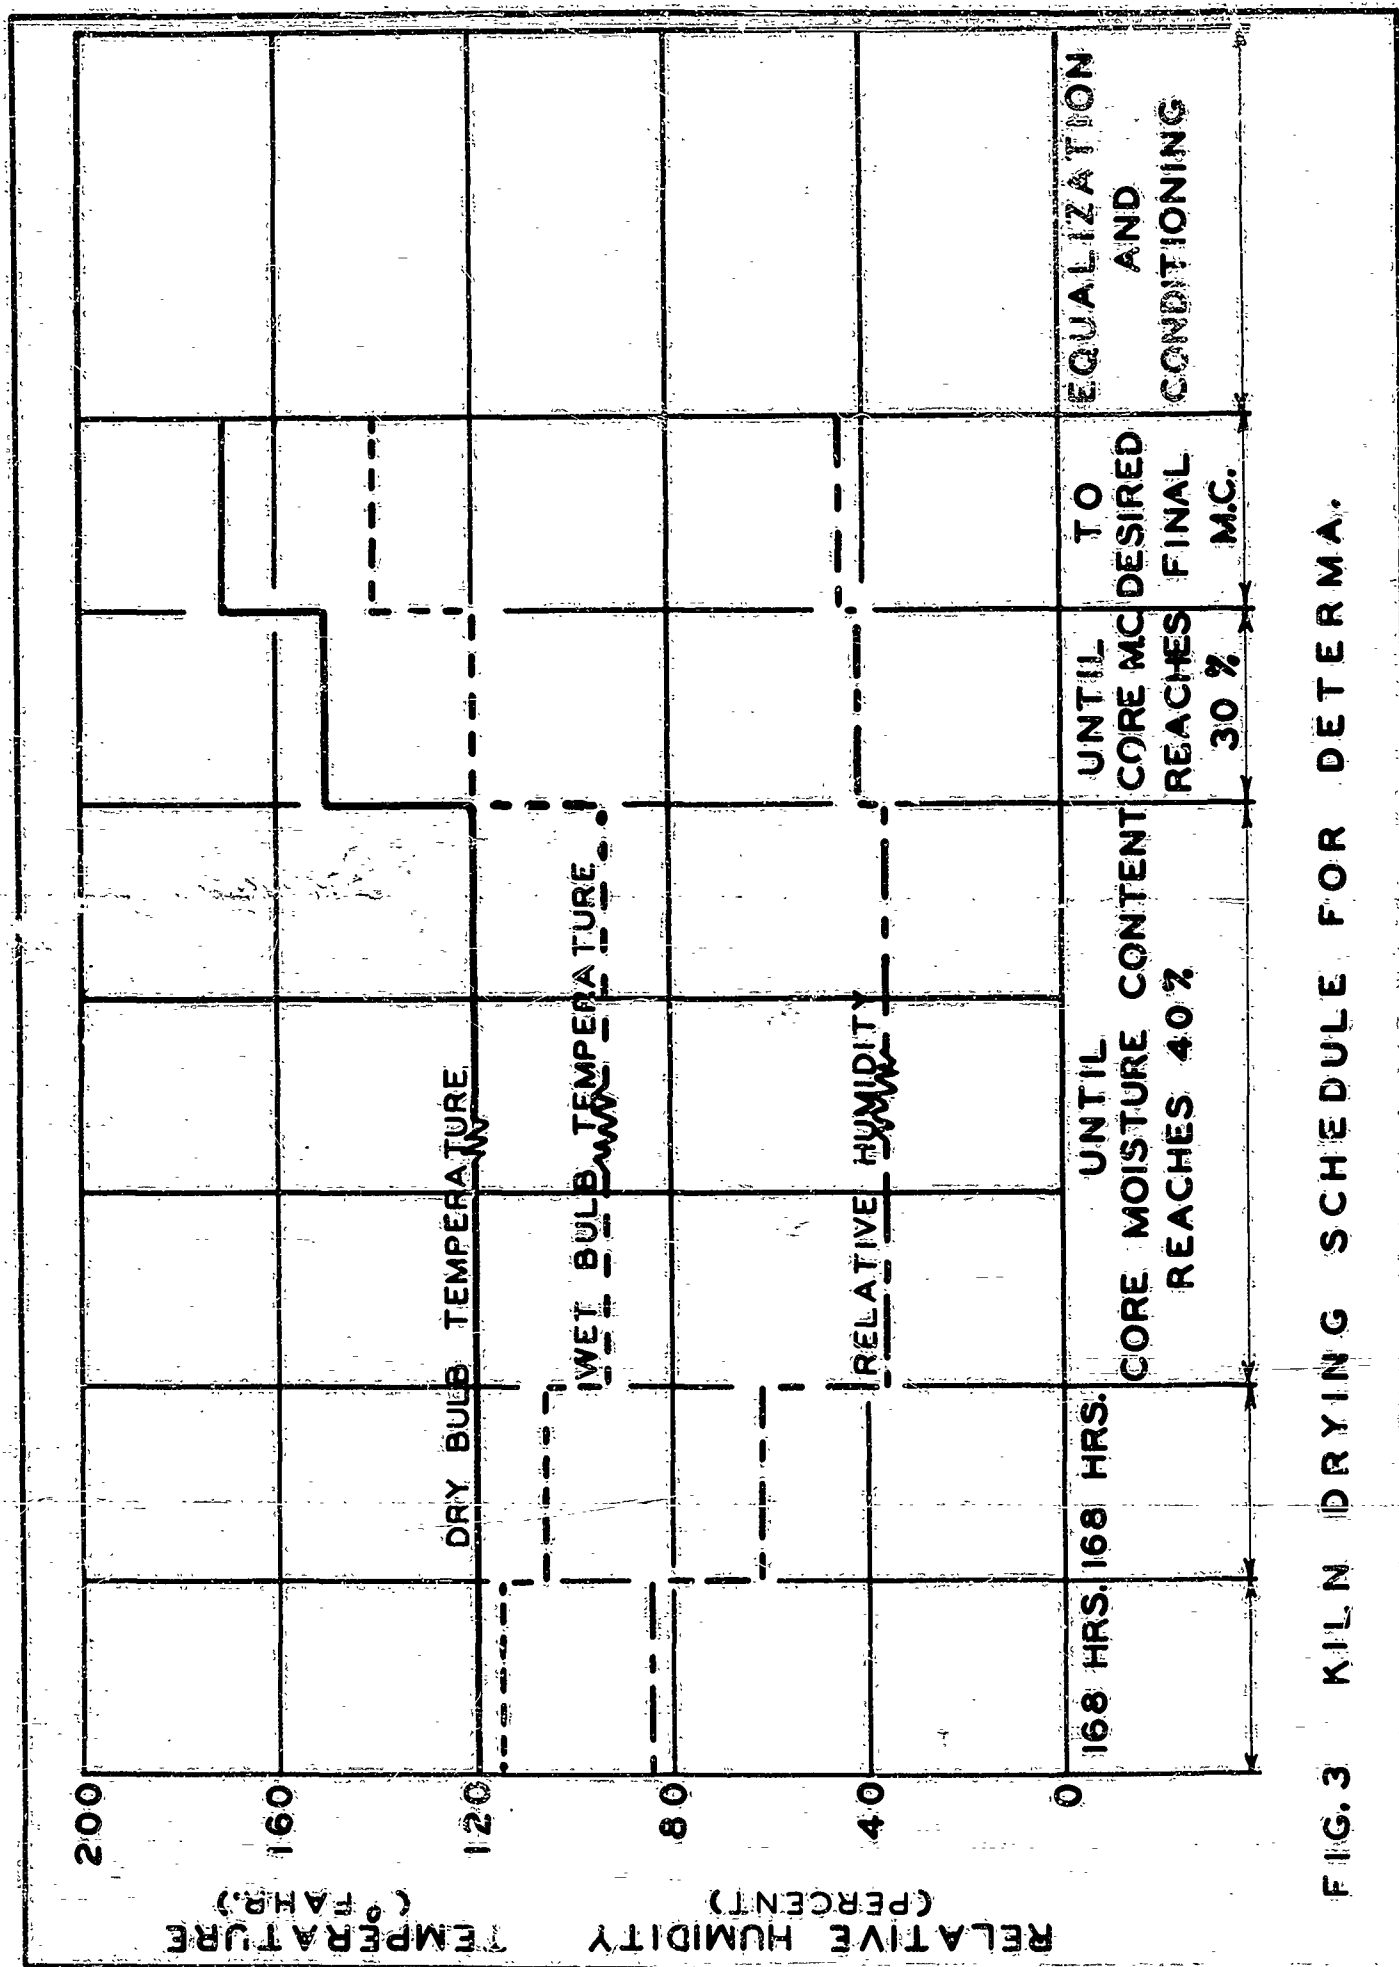 TEMPERATURE
(°FAHR.)
RELATIVE HUMIDITY
(PERCENT)
200
160
120
80
40
0
DRY BULB TEMPERATURE
WET BULB TEMPERATURE
RELATIVE HUMIDITY
168 HRS.
168 HRS.
UNTIL
CORE MOISTURE CONTENT
REACHES 40 %
UNTIL
CORE M.C.
REACHES
30 %
TO
DESIRED
FINAL
M.C.
EQUALIZATION
AND
CONDITIONING
FIG. 3 KILN DRYING SCHEDULE FOR DETERMA.